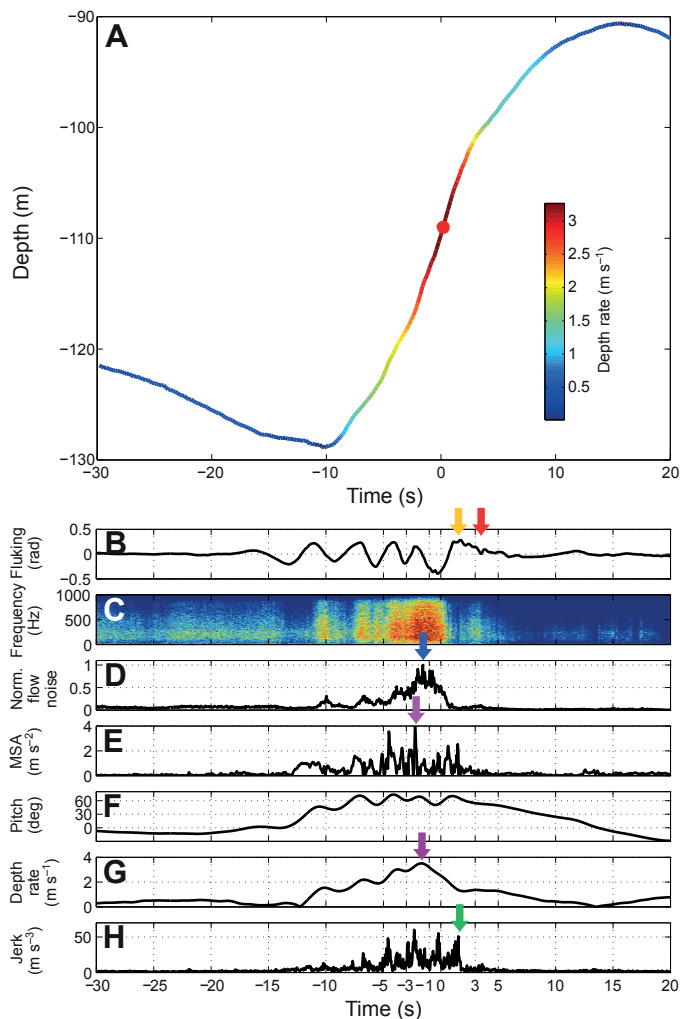 A
Depth (m)
−90
−100
−110
−120
−130
−30 −20 −10 0 10 20
Time (s)
3
2.5
2
1.5
1
0.5
Depth rate (m s⁻¹)
B
Fluking
(rad)
0.5
0
−0.5
C
Frequency
(Hz)
1000
500
0
D
Norm.
flow
noise
1
0.5
0
E
MSA
(m s⁻²)
4
2
0
F
Pitch
(deg)
60
30
0
G
Depth
rate
(m s⁻¹)
4
2
0
H
Jerk
(m s⁻³)
50
0
−30 −25 −20 −15 −10 −5 −3 −1 0 3 5 10 15 20
Time (s)